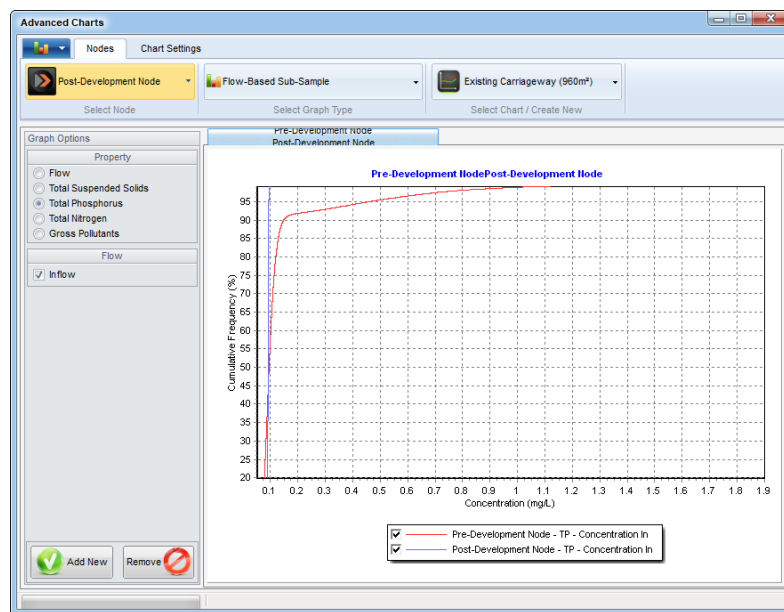 Advanced Charts
Nodes Chart Settings
Post-Development Node Flow-Based Sub-Sample Existing Carriageway (960m²)
Select Node Select Graph Type Select Chart / Create New
Graph Options
Property
Flow
Total Suspended Solids
Total Phosphorus
Total Nitrogen
Gross Pollutants
Flow
Inflow
Add New Remove
Pre-Development Node
Post-Development Node
Pre-Development NodePost-Development Node
Cumulative Frequency (%)
95
90
85
80
75
70
65
60
55
50
45
40
35
30
25
20
0.1 0.2 0.3 0.4 0.5 0.6 0.7 0.8 0.9 1 1.1 1.2 1.3 1.4 1.5 1.6 1.7 1.8 1.9
Concentration (mg/L)
Pre-Development Node - TP - Concentration In
Post-Development Node - TP - Concentration In